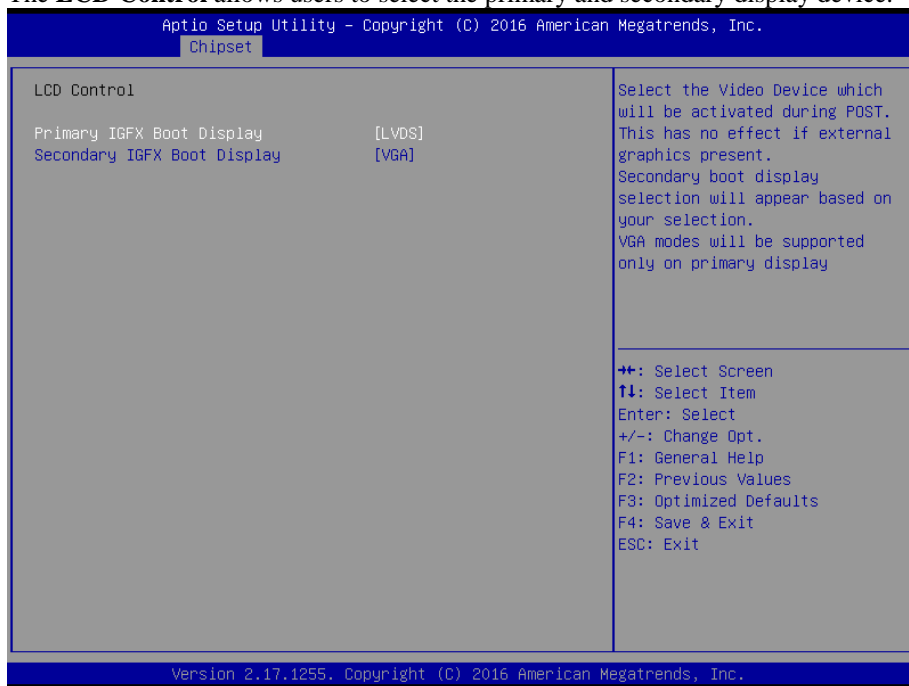 The LCD Control allows users to select the primary and secondary display device.
Aptio Setup Utility – Copyright (C) 2016 American Megatrends, Inc.
Chipset
LCD Control
Primary IGFX Boot Display [LVDS]
Secondary IGFX Boot Display [VGA]
Select the Video Device which
will be activated during POST.
This has no effect if external
graphics present.
Secondary boot display
selection will appear based on
your selection.
VGA modes will be supported
only on primary display
→←: Select Screen
↑↓: Select Item
Enter: Select
+/-: Change Opt.
F1: General Help
F2: Previous Values
F3: Optimized Defaults
F4: Save & Exit
ESC: Exit
Version 2.17.1255. Copyright (C) 2016 American Megatrends, Inc.